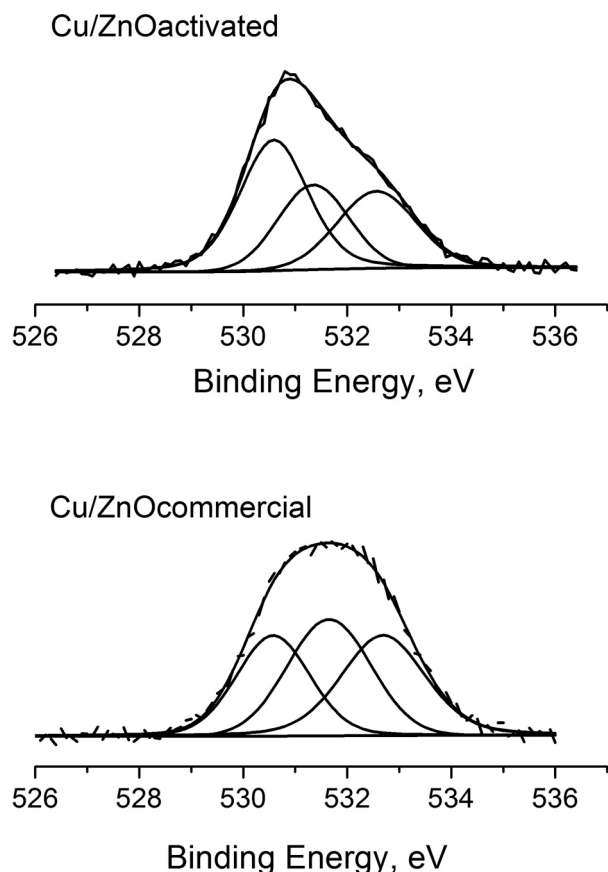 Cu/ZnOactivated
526 528 530 532 534 536
Binding Energy, eV
Cu/ZnOcommercial
526 528 530 532 534 536
Binding Energy, eV